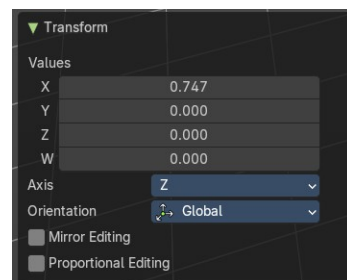 Transform
Values
X 0.747
Y 0.000
Z 0.000
W 0.000
Axis Z
Orientation Global
Mirror Editing
Proportional Editing